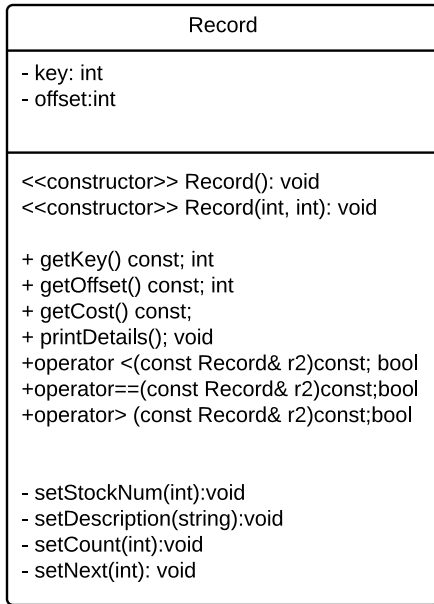 Record
- key: int
- offset:int
<<constructor>> Record(): void
<<constructor>> Record(int, int): void
+ getKey() const; int
+ getOffset() const; int
+ getCost() const;
+ printDetails(); void
+operator <(const Record& r2)const; bool
+operator==(const Record& r2)const;bool
+operator> (const Record& r2)const;bool
- setStockNum(int):void
- setDescription(string):void
- setCount(int):void
- setNext(int): void